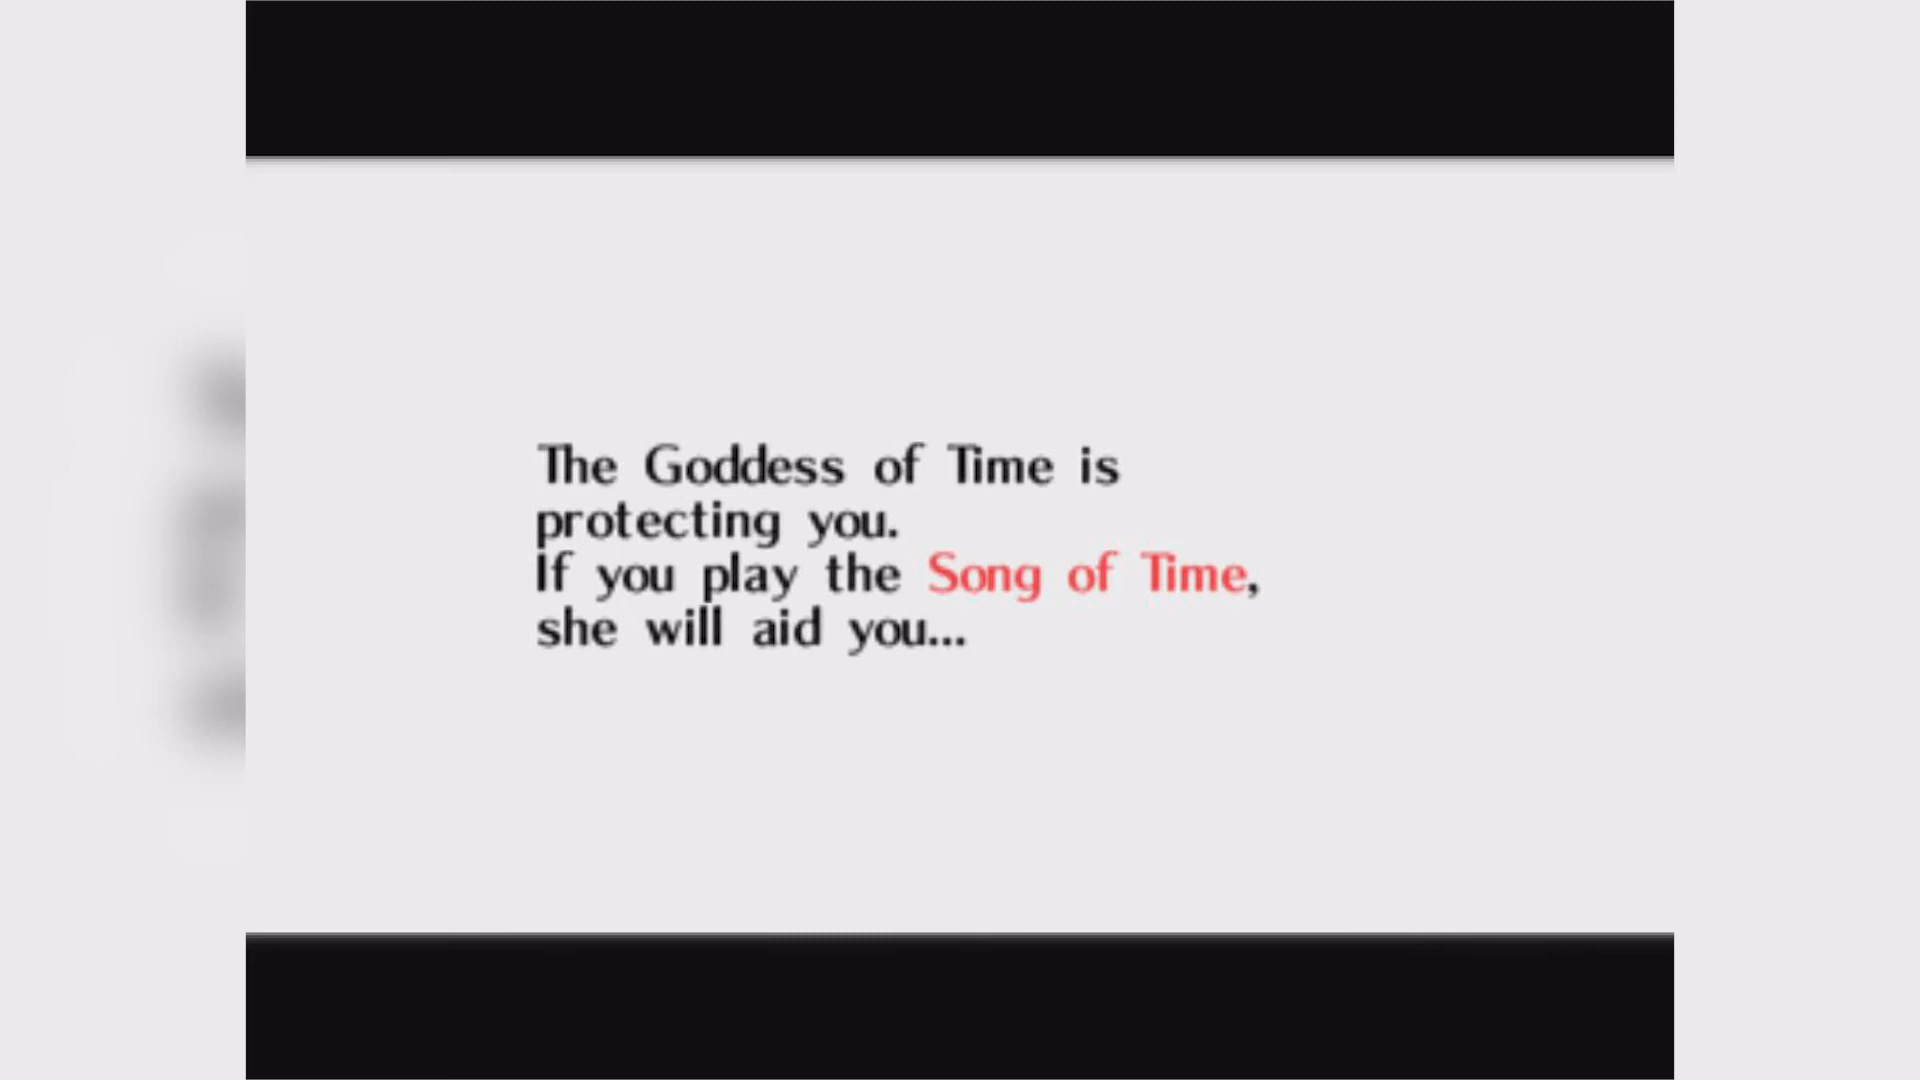 The Goddess of Time is
protecting you.
If you play the Song of Time,
she will aid you...